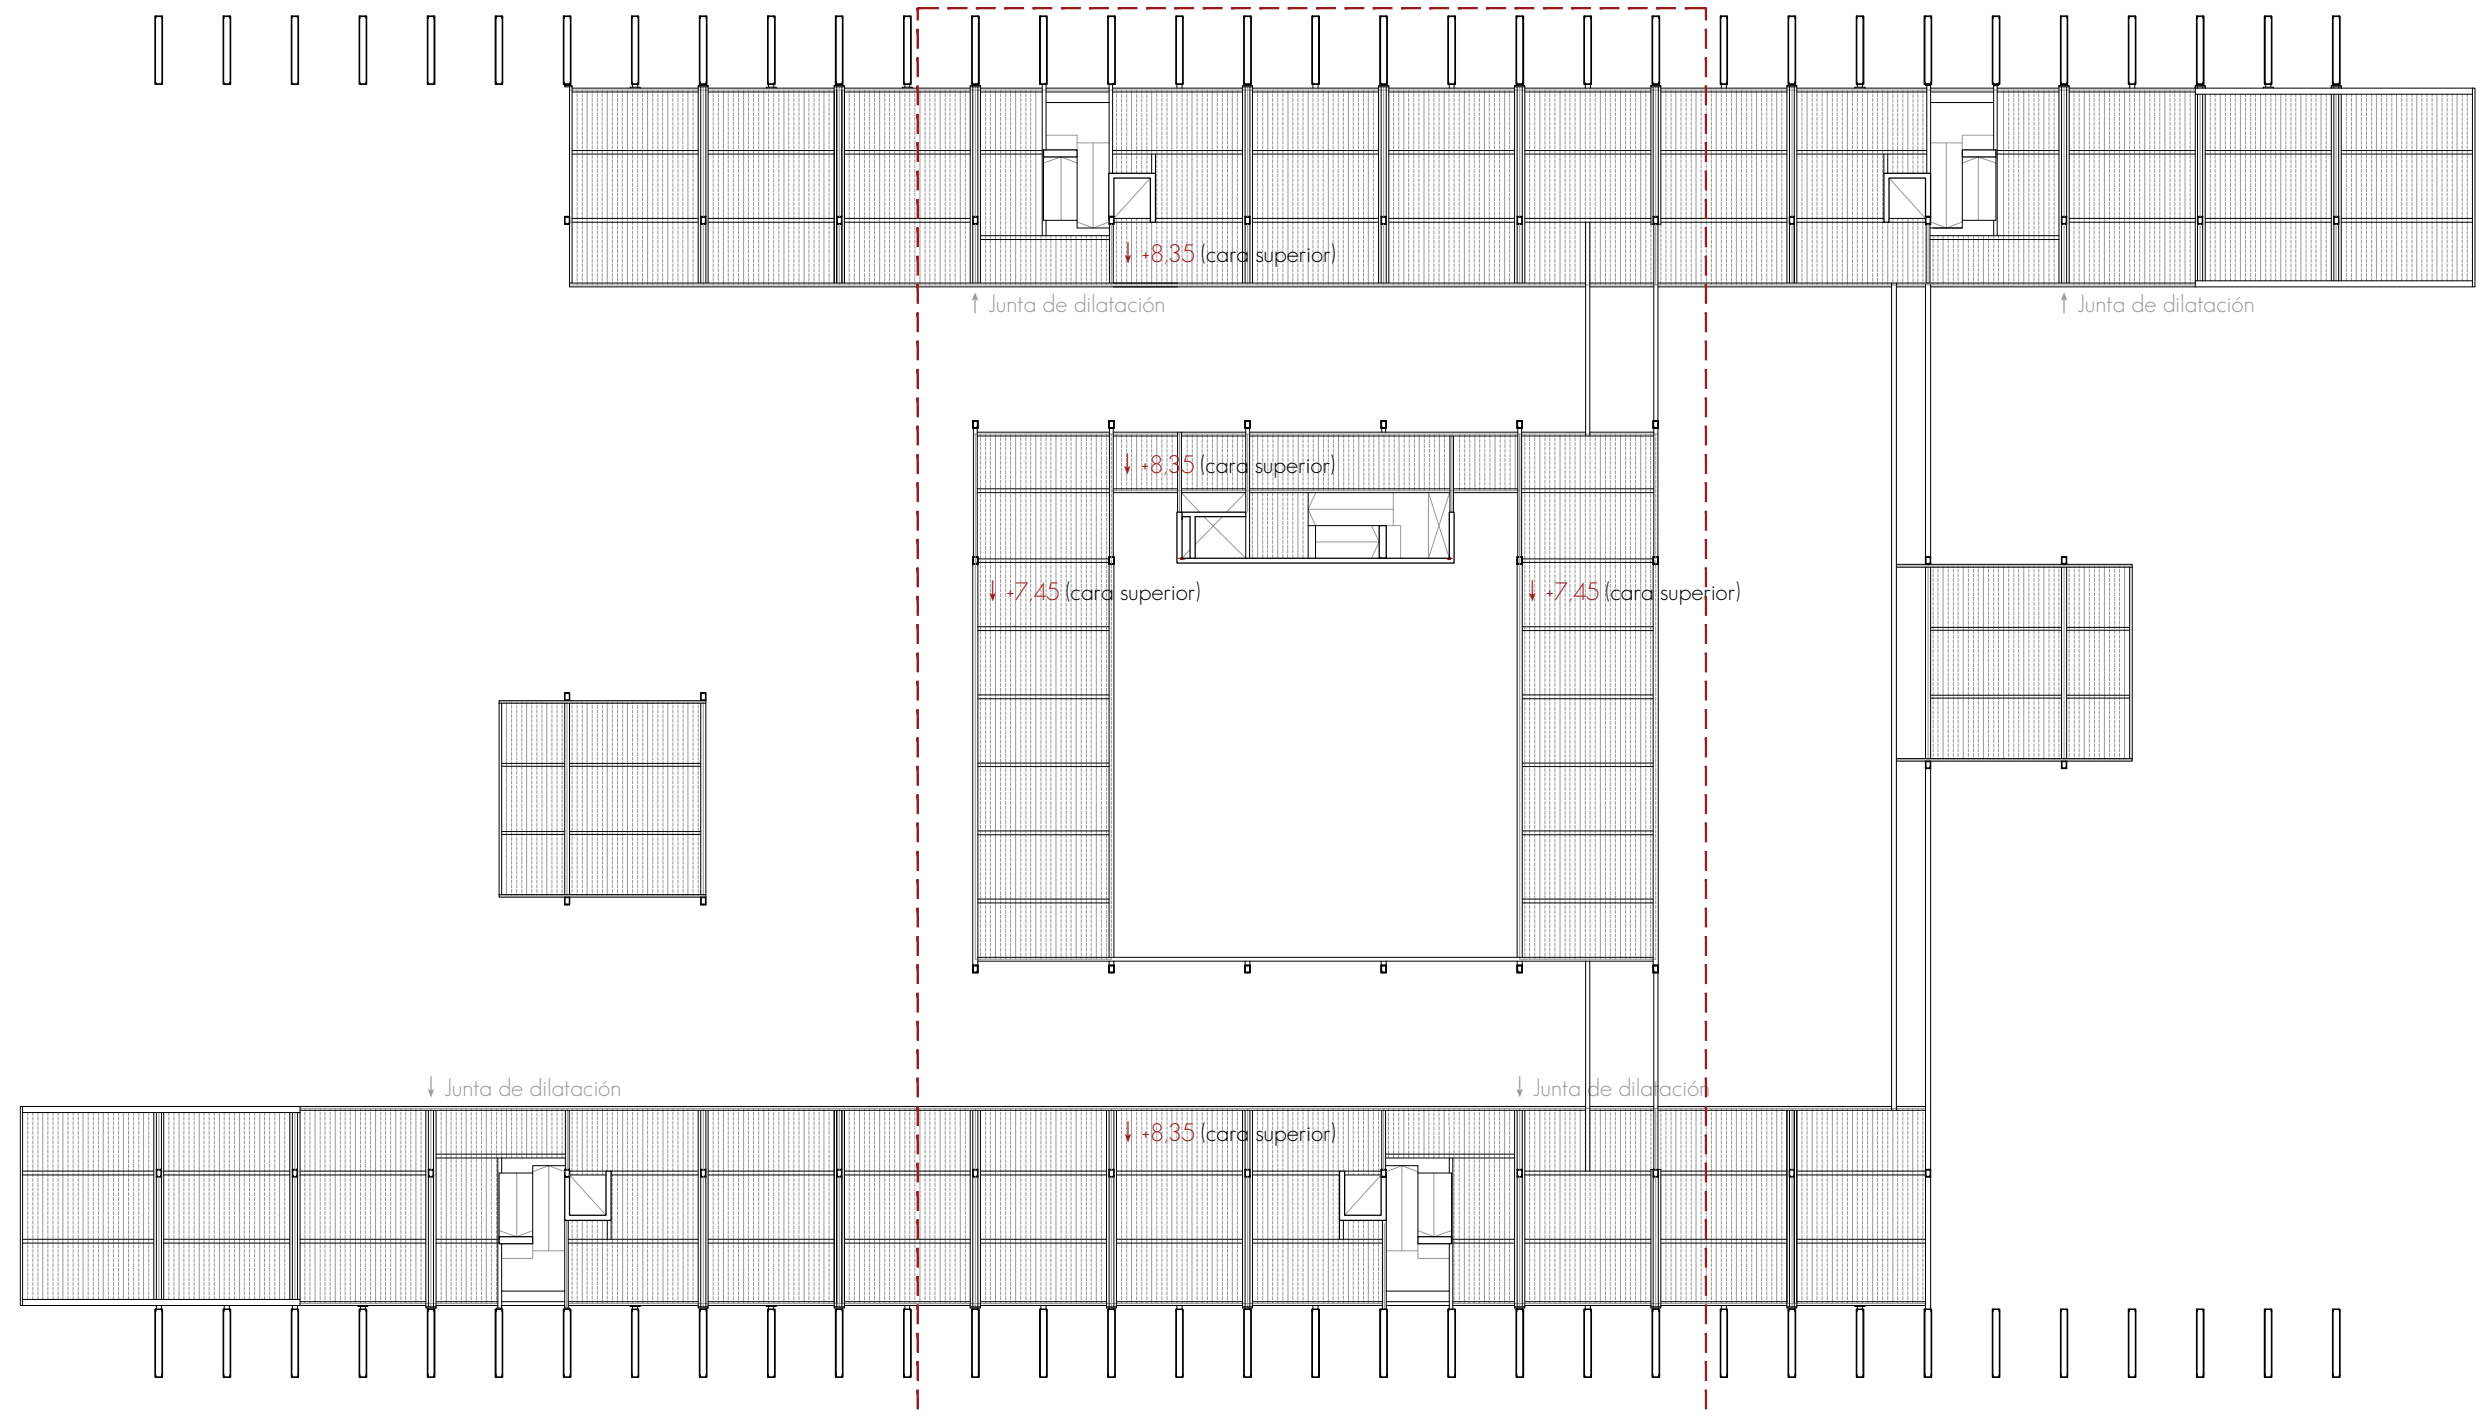 +8,35 (cara superior)
Junta de dilatación
Junta de dilatación
+8,35 (cara superior)
+7,45 (cara superior)
+7,45 (cara superior)
Junta de dilatación
Junta de dilatación
+8,35 (cara superior)